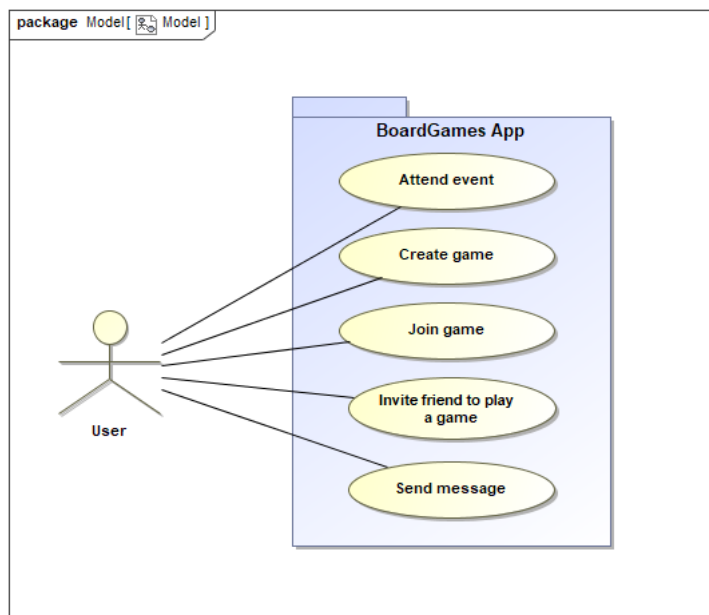 package Model[ Model ]
BoardGames App
Attend event
Create game
Join game
Invite friend to play
a game
Send message
User